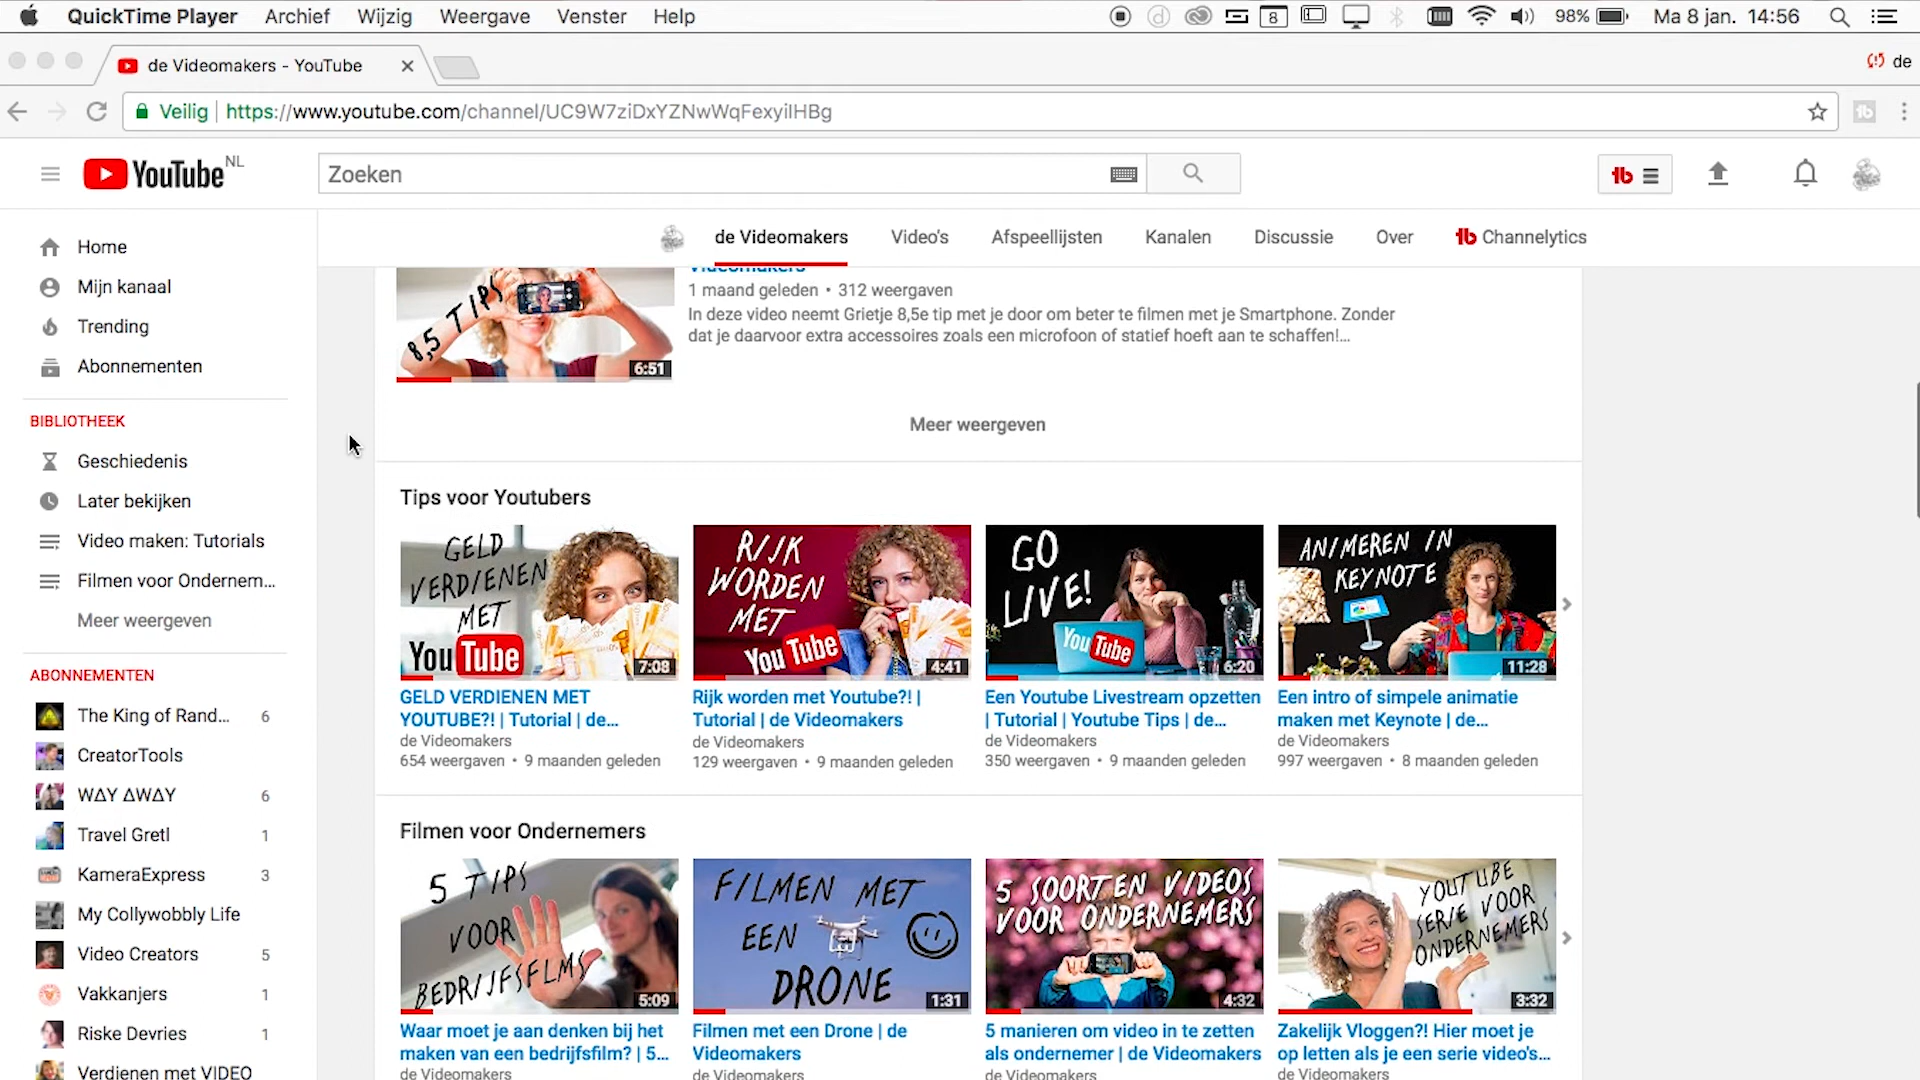 QuickTime Player Archief Wijzig Weergave Venster Help
8 98% Ma 8 jan. 14:56
de Videomakers - YouTube
de
Veilig https://www.youtube.com/channel/UC9W7ziDxYZNwWqFexyilHBg
YouTube NL
Zoeken
tb
de Videomakers Video's Afspeellijsten Kanalen Discussie Over Channelytics
Home
Mijn kanaal
Trending
Abonnementen
BIBLIOTHEEK
Geschiedenis
Later bekijken
Video maken: Tutorials
Filmen voor Ondernem...
Meer weergeven
ABONNEMENTEN
The King of Rand... 6
CreatorTools
WΔY ΔWΔY 6
Travel Gretl 1
KameraExpress 3
My Collywobbly Life
Video Creators 5
Vakkanjers 1
Riske Devries 1
Verdienen met VIDEO
8,5 TIPS
6:51
Videomakers
1 maand geleden • 312 weergaven
In deze video neemt Grietje 8,5e tip met je door om beter te filmen met je Smartphone. Zonder
dat je daarvoor extra accessoires zoals een microfoon of statief hoeft aan te schaffen!...
Meer weergeven
Tips voor Youtubers
GELD
VERDIENEN
MET
YouTube
7:08
GELD VERDIENEN MET
YOUTUBE?! | Tutorial | de...
de Videomakers
654 weergaven • 9 maanden geleden
RIJK
WORDEN
MET
YouTube
4:41
Rijk worden met Youtube?! |
Tutorial | de Videomakers
de Videomakers
129 weergaven • 9 maanden geleden
GO
LIVE!
YouTube
6:20
Een Youtube Livestream opzetten
| Tutorial | Youtube Tips | de...
de Videomakers
350 weergaven • 9 maanden geleden
ANIMEREN IN
KEYNOTE
11:28
Een intro of simpele animatie
maken met Keynote | de...
de Videomakers
997 weergaven • 8 maanden geleden
Filmen voor Ondernemers
5 TIPS
VOOR
BEDRIJFSFILMS
5:09
Waar moet je aan denken bij het
maken van een bedrijfsfilm? | 5...
de Videomakers
FILMEN MET
EEN
DRONE
1:31
Filmen met een Drone | de
Videomakers
de Videomakers
5 SOORTEN VIDEOS
VOOR ONDERNEMERS
4:32
5 manieren om video in te zetten
als ondernemer | de Videomakers
de Videomakers
YOUTUBE
SERIE VOOR
ONDERNEMERS
3:32
Zakelijk Vloggen?! Hier moet je
op letten als je een serie video's...
de Videomakers